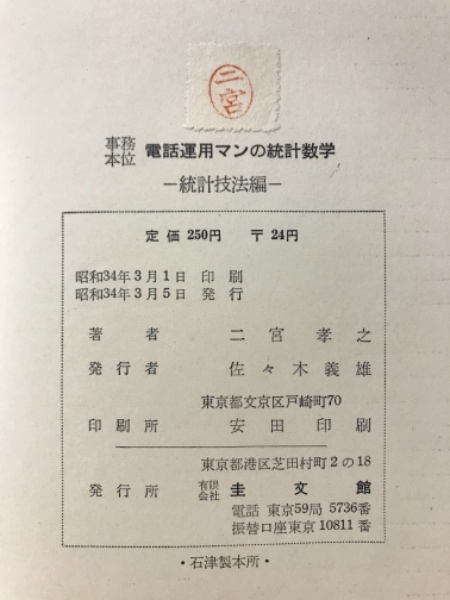 二宮
事務本位 電話運用マンの統計数学
―統計技法編―
定価 250円 〒 24円
昭和34年3月1日 印刷
昭和34年3月5日 発行
著者 二宮孝之
発行者 佐々木義雄
東京都文京区戸崎町70
印刷所 安田印刷
東京都港区芝田村町2の18
発行所 有限会社 圭文館
電話 東京59局 5736番
振替口座東京 10811番
・石津製本所・